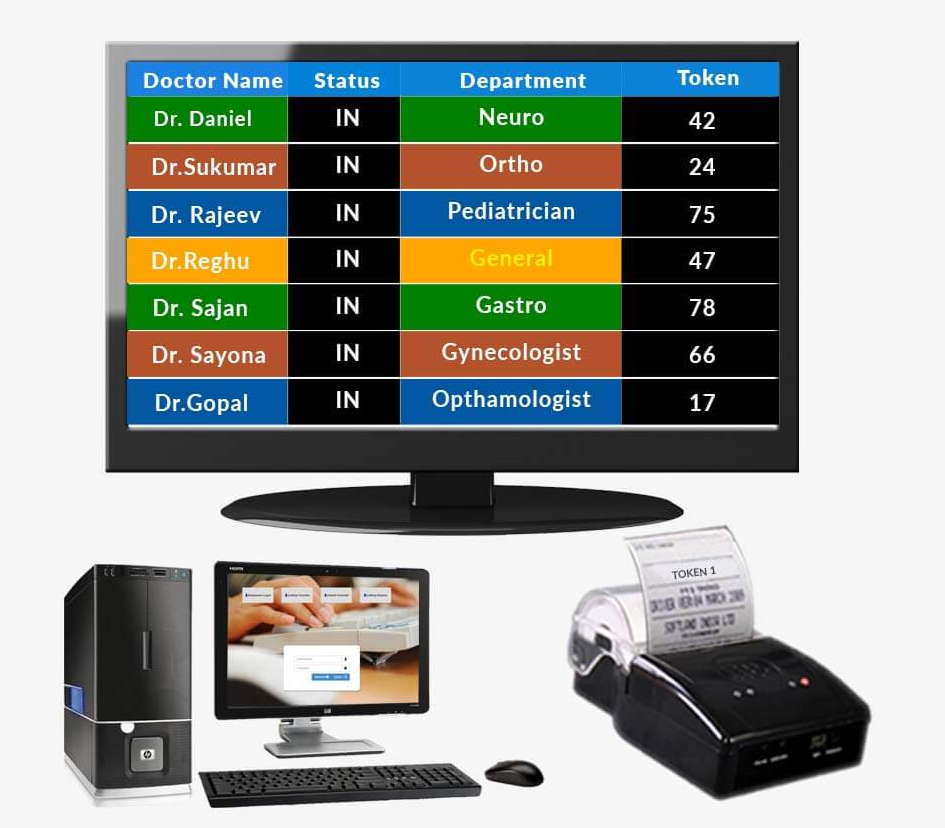 Doctor Name Status Department Token
Dr. Daniel IN Neuro 42
Dr.Sukumar IN Ortho 24
Dr. Rajeev IN Pediatrician 75
Dr.Reghu IN General 47
Dr. Sajan IN Gastro 78
Dr. Sayona IN Gynecologist 66
Dr.Gopal IN Opthamologist 17
TOKEN 1
SOFTLAND INDIA LTD
hp